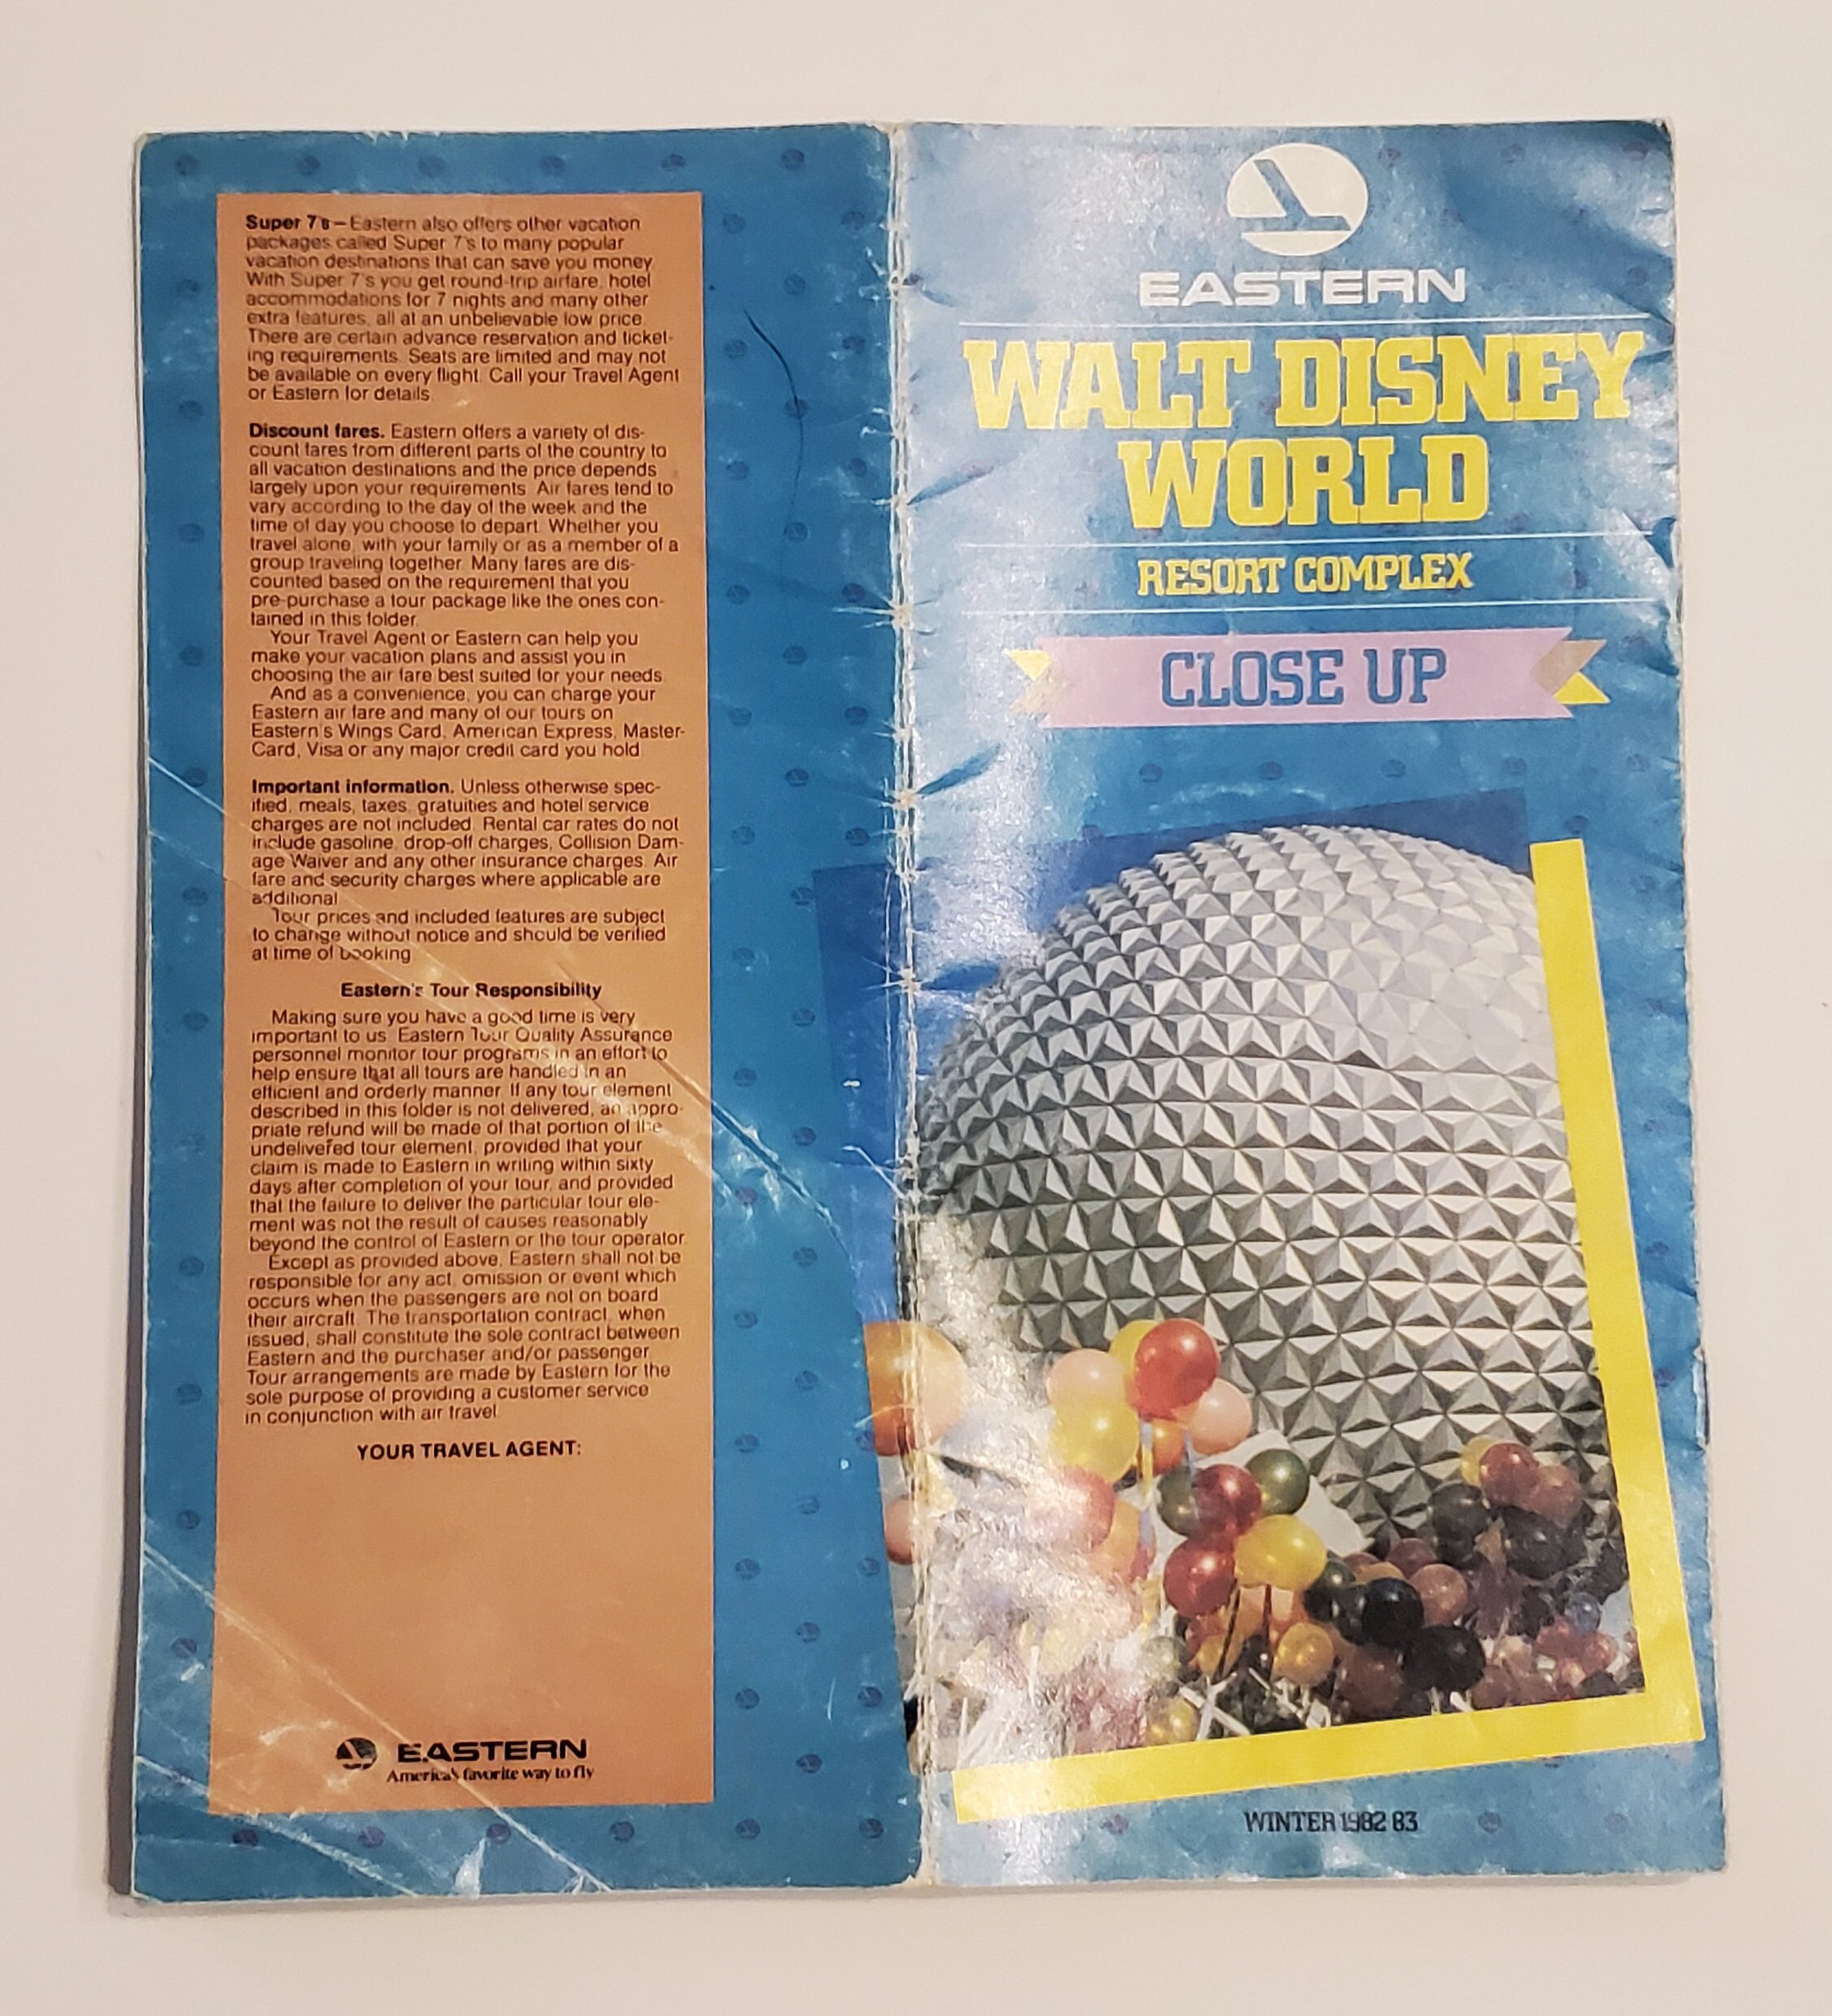 Super 7's—Eastern also offers other vacation
packages called Super 7's to many popular
vacation destinations that can save you money
With Super 7's you get round-trip airfare, hotel
accommodations for 7 nights and many other
extra features, all at an unbelievable low price.
There are certain advance reservation and ticket-
ing requirements. Seats are limited and may not
be available on every flight. Call your Travel Agent
or Eastern for details.
Discount fares. Eastern offers a variety of dis-
count fares from different parts of the country to
all vacation destinations and the price depends
largely upon your requirements. Air fares tend to
vary according to the day of the week and the
time of day you choose to depart. Whether you
travel alone, with your family or as a member of a
group traveling together. Many fares are dis-
counted based on the requirement that you
pre-purchase a tour package like the ones con-
tained in this folder.
Your Travel Agent or Eastern can help you
make your vacation plans and assist you in
choosing the air fare best suited for your needs.
And as a convenience, you can charge your
Eastern air fare and many of our tours on
Eastern's Wings Card, American Express, Master-
Card, Visa or any major credit card you hold.
Important information. Unless otherwise spec-
ified, meals, taxes, gratuities and hotel service
charges are not included. Rental car rates do not
include gasoline, drop-off charges, Collision Dam-
age Waiver and any other insurance charges. Air
fare and security charges where applicable are
additional.
Tour prices and included features are subject
to change without notice and should be verified
at time of booking.
Eastern's Tour Responsibility
Making sure you have a good time is very
important to us. Eastern Tour Quality Assurance
personnel monitor tour programs in an effort to
help ensure that all tours are handled in an
efficient and orderly manner. If any tour element
described in this folder is not delivered, an appro-
priate refund will be made of that portion of the
undelivered tour element, provided that your
claim is made to Eastern in writing within sixty
days after completion of your tour, and provided
that the failure to deliver the particular tour ele-
ment was not the result of causes reasonably
beyond the control of Eastern or the tour operator.
Except as provided above, Eastern shall not be
responsible for any act, omission or event which
occurs when the passengers are not on board
their aircraft. The transportation contract, when
issued, shall constitute the sole contract between
Eastern and the purchaser and/or passenger.
Tour arrangements are made by Eastern for the
sole purpose of providing a customer service
in conjunction with air travel.
YOUR TRAVEL AGENT:
EASTERN
America's favorite way to fly
EASTERN
WALT DISNEY
WORLD
RESORT COMPLEX
CLOSE UP
WINTER 1982 83